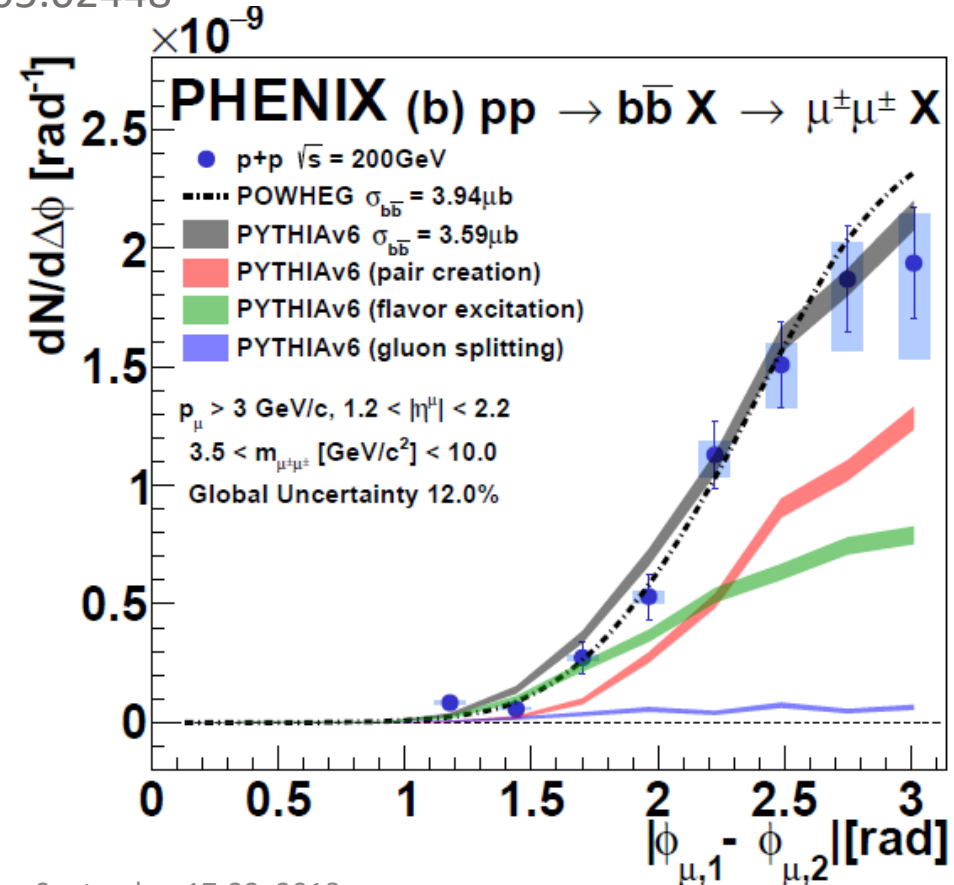 ×10⁻⁹
PHENIX (b) pp → bb̅ X → μ±μ± X
p+p √s = 200GeV
POWHEG σbb̅ = 3.94μb
PYTHIAv6 σbb̅ = 3.59μb
PYTHIAv6 (pair creation)
PYTHIAv6 (flavor excitation)
PYTHIAv6 (gluon splitting)
pμ > 3 GeV/c, 1.2 < |ημ| < 2.2
3.5 < mμ±μ± [GeV/c²] < 10.0
Global Uncertainty 12.0%
dN/dΔϕ [rad⁻¹]
2.5
2
1.5
1
0.5
0
0 0.5 1 1.5 2 2.5 3
|ϕμ,1- ϕμ,2|[rad]